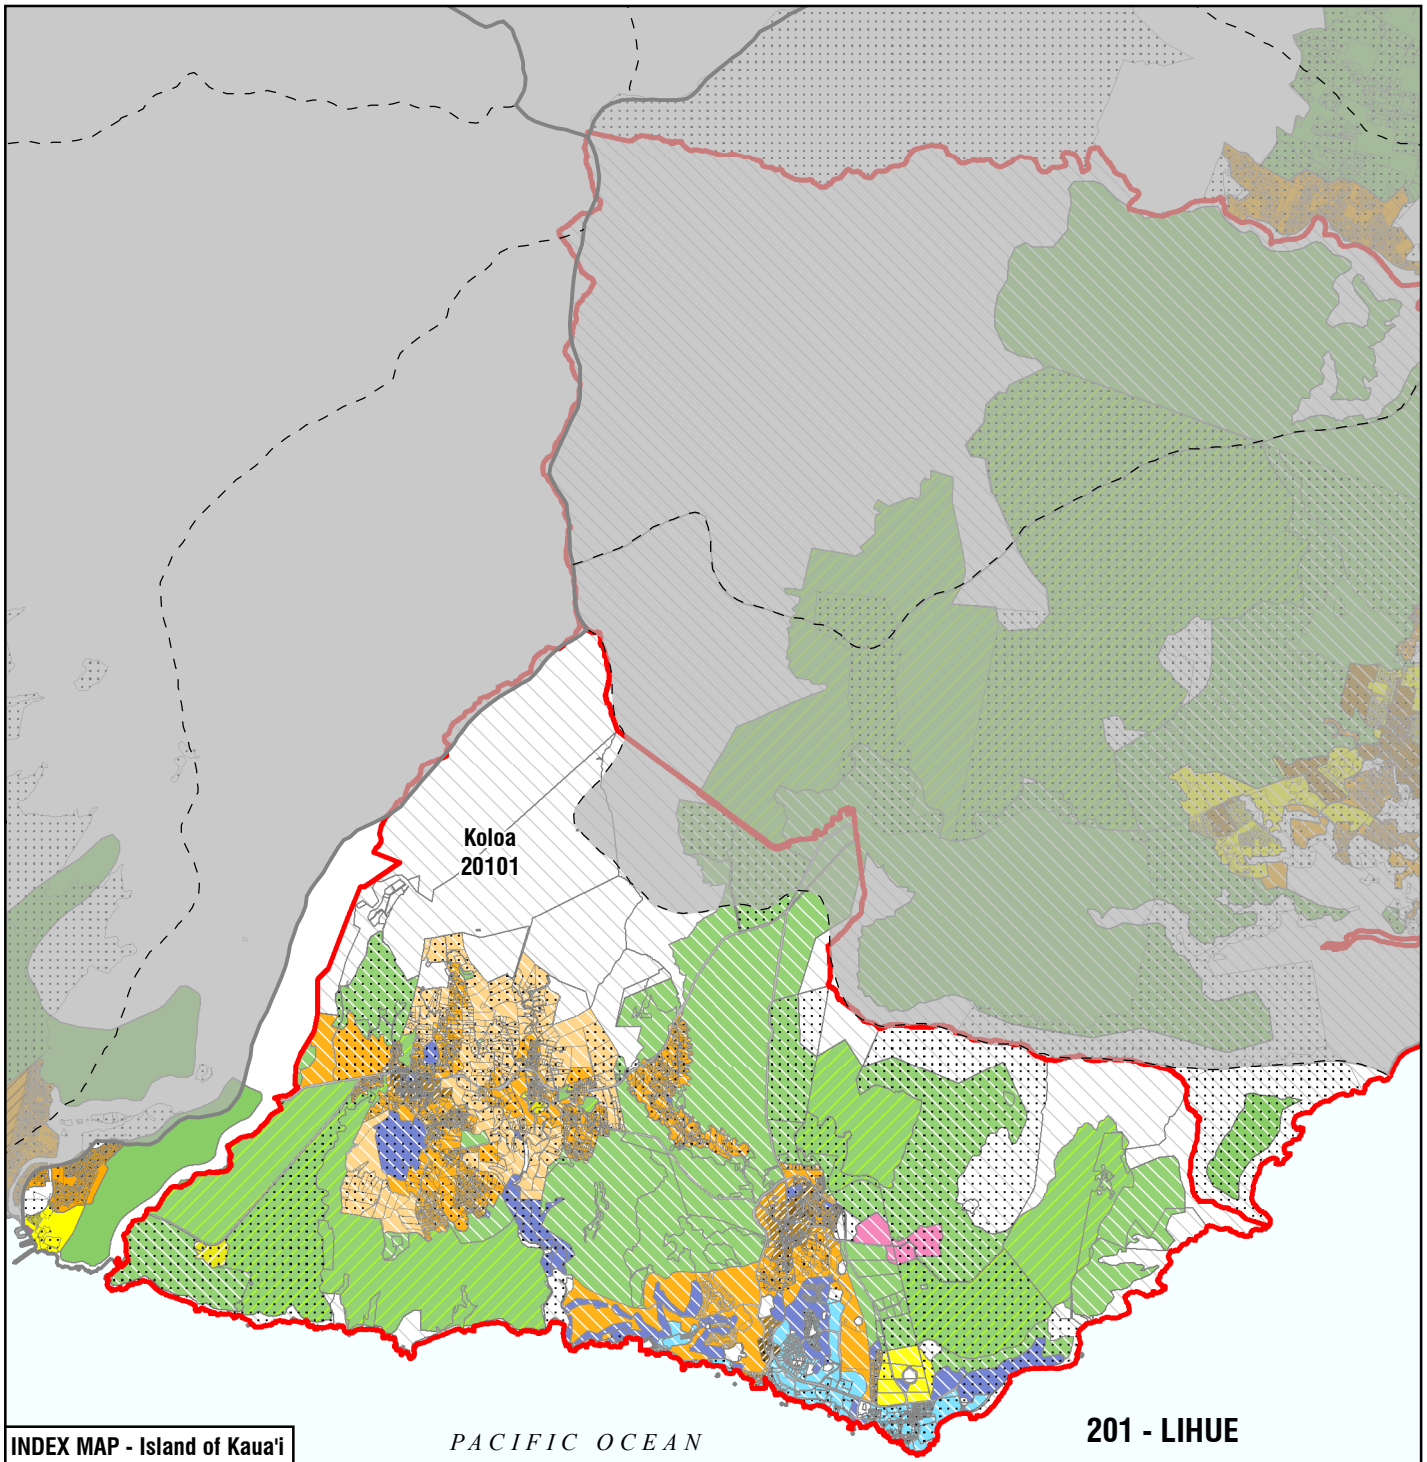 Koloa
20101
INDEX MAP - Island of Kaua'i
PACIFIC OCEAN
201 - LIHUE